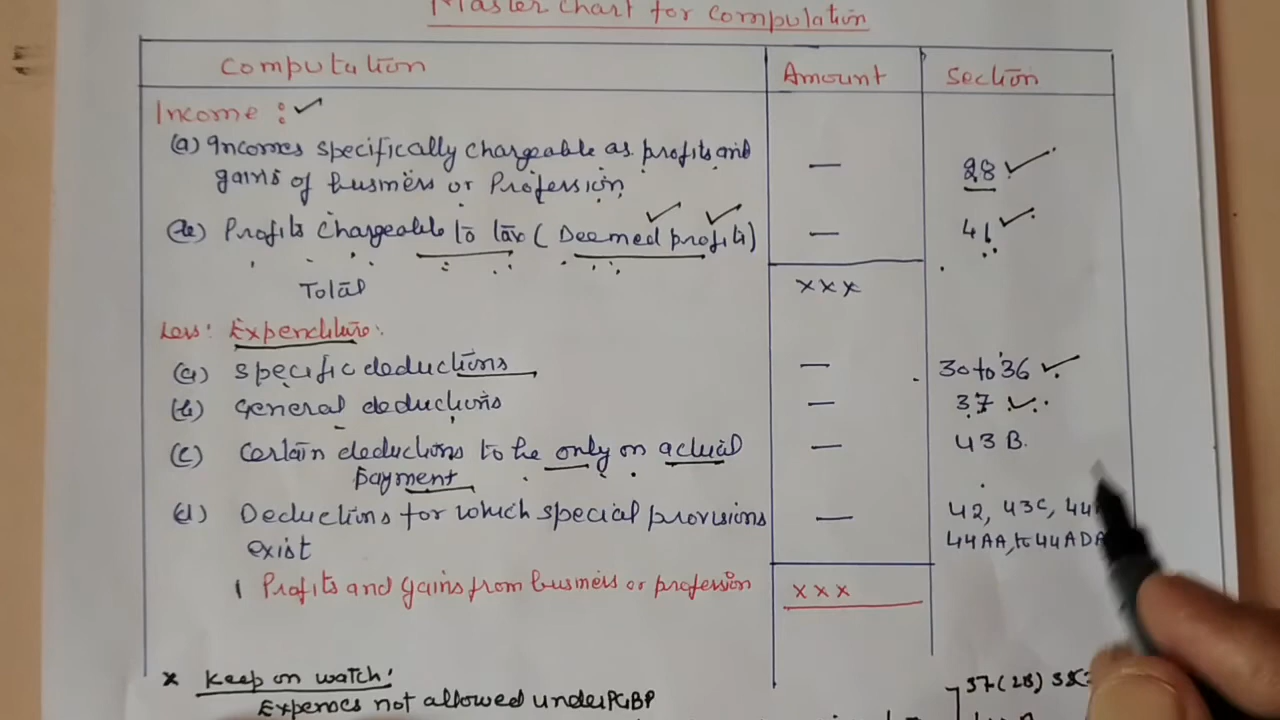 Master chart for computation
Computation Amount Section
Income :
(a) Incomes specifically chargeable as profits and
gains of business or Profession 28
(b) Profits chargeable to tax (Deemed profits) 41
Total xxx
Less: Expenditure:
(a) Specific deductions 30 to 36
(b) General deductions 37
(c) Certain deductions to be only on actual 43B.
payment
(d) Deductions for which special provisions 42, 43C, 44
exist 44AA, to 44ADA
Profits and gains from business or profession xxx
* Keep on watch:
Expenses not allowed under PGBP